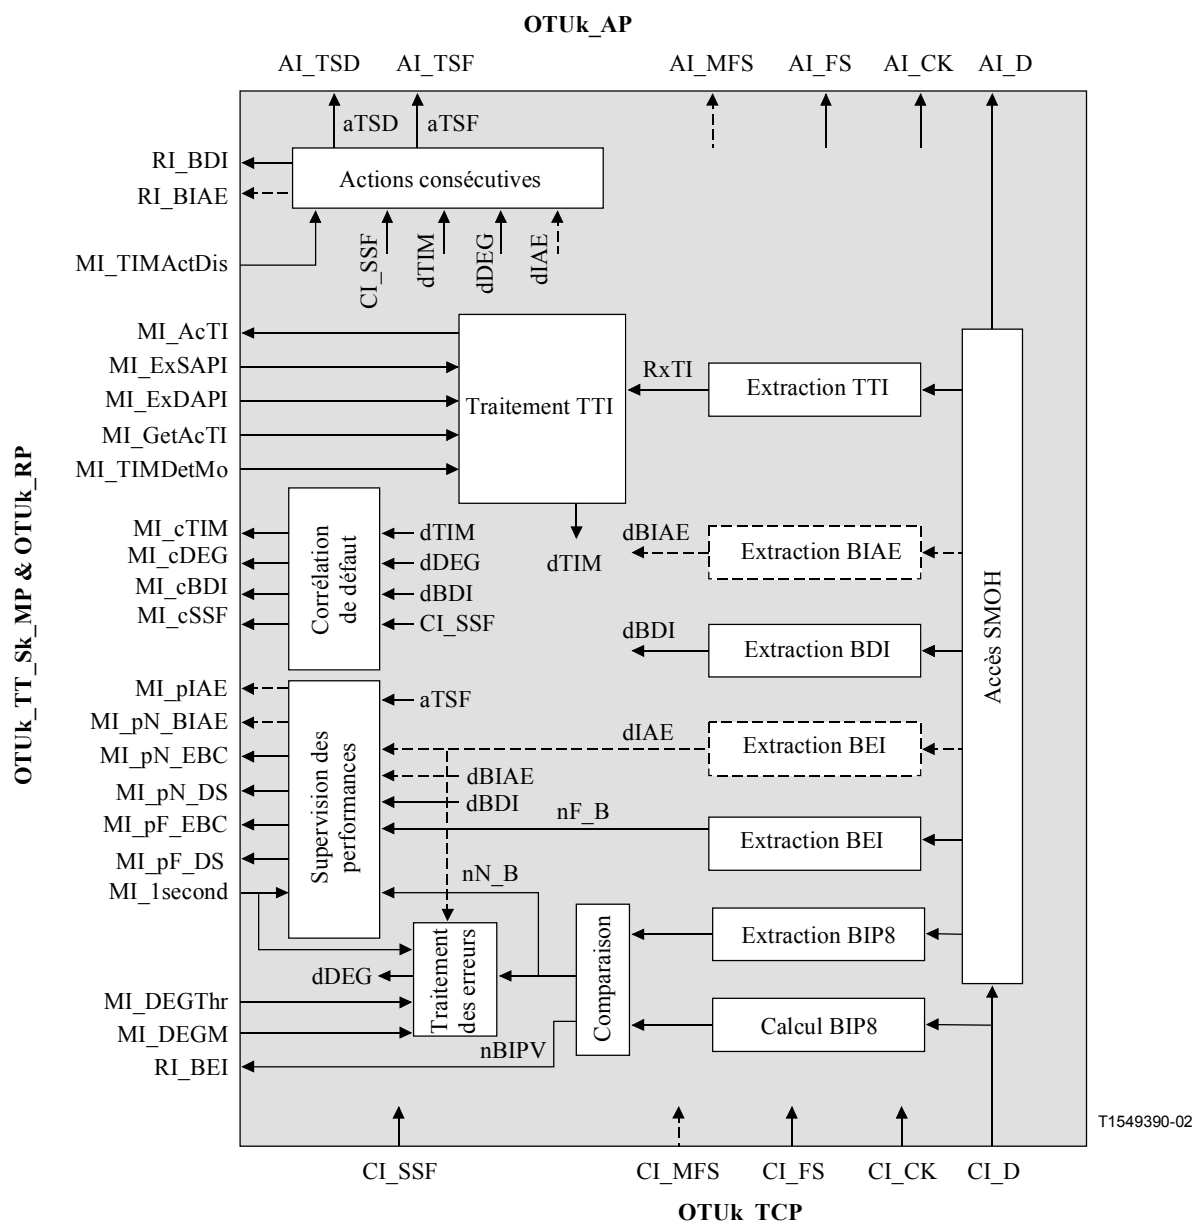 OTUk_AP
AI_TSD AI_TSF AI_MFS AI_FS AI_CK AI_D
aTSD aTSF
RI_BDI
RI_BIAE
Actions consécutives
MI_TIMActDis
CI_SSF
dTIM
dDEG
dIAE
MI_AcTI
MI_ExSAPI
MI_ExDAPI
MI_GetAcTI
MI_TIMDetMo
Traitement TTI
RxTI
Extraction TTI
dTIM
OTUk_TT_Sk_MP & OTUk_RP
MI_cTIM
MI_cDEG
MI_cBDI
MI_cSSF
Corrélation
de défaut
dTIM
dDEG
dBDI
CI_SSF
dBIAE
Extraction BIAE
dBDI
Extraction BDI
Accès SMOH
MI_pIAE
MI_pN_BIAE
MI_pN_EBC
MI_pN_DS
MI_pF_EBC
MI_pF_DS
MI_1second
Supervision des
performances
aTSF
dIAE
Extraction BEI
dBIAE
dBDI
nF_B
Extraction BEI
nN_B
Comparaison
Extraction BIP8
dDEG
Traitement
des erreurs
MI_DEGThr
MI_DEGM
RI_BEI
nBIPV
Calcul BIP8
T1549390-02
CI_SSF CI_MFS CI_FS CI_CK CI_D
OTUk_TCP